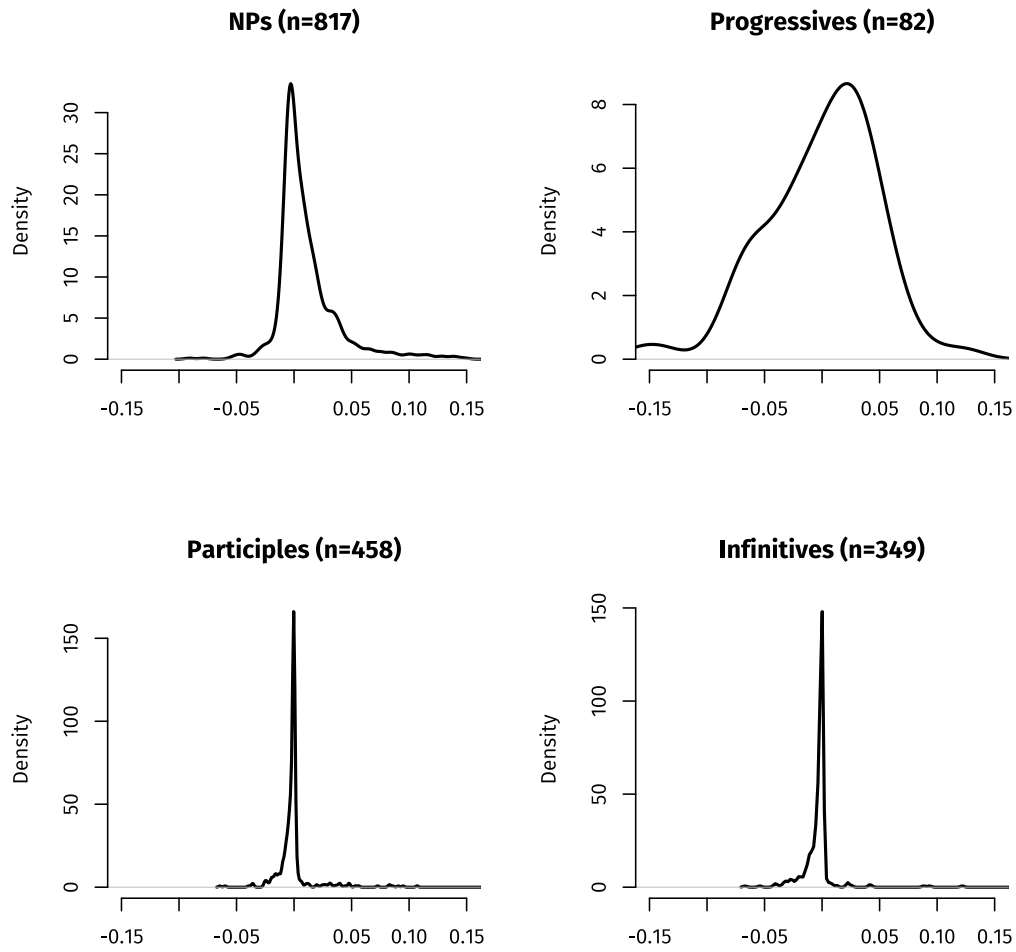 NPs (n=817)
Density
0 5 10 15 20 25 30
-0.15 -0.05 0.05 0.10 0.15
Progressives (n=82)
Density
0 2 4 6 8
-0.15 -0.05 0.05 0.10 0.15
Participles (n=458)
Density
0 50 100 150
-0.15 -0.05 0.05 0.10 0.15
Infinitives (n=349)
Density
0 50 100 150
-0.15 -0.05 0.05 0.10 0.15